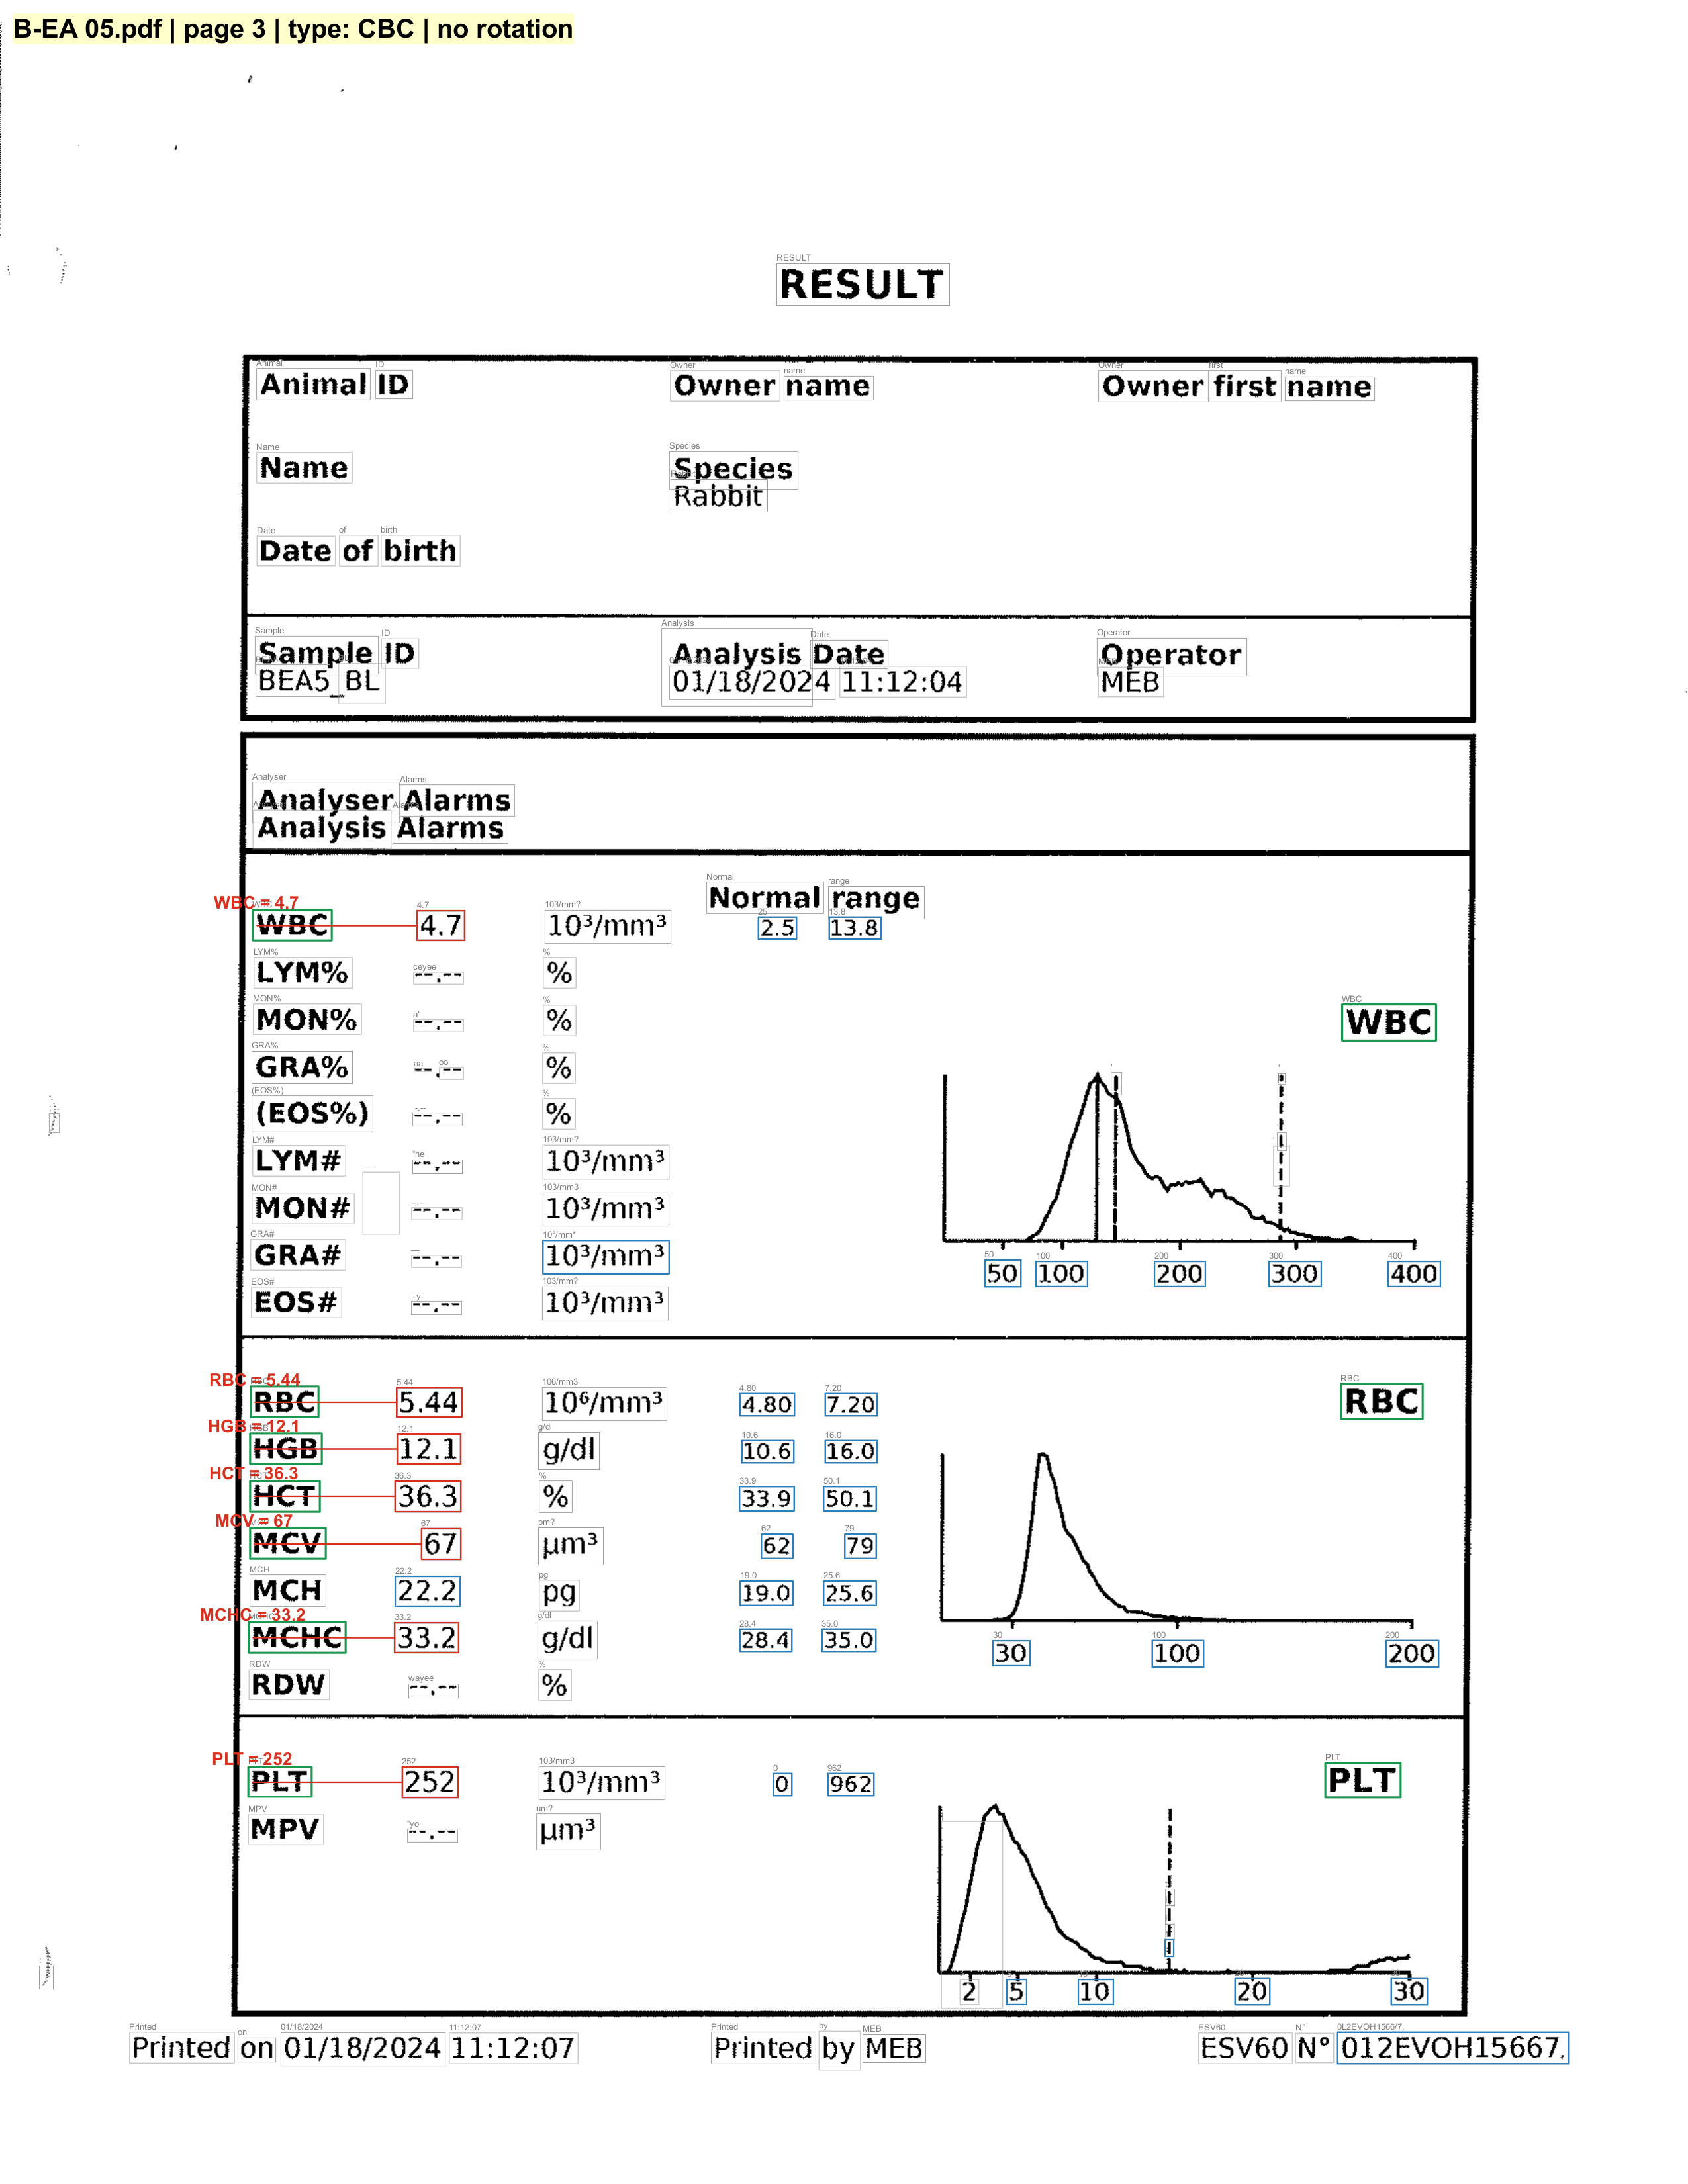 B-EA 05.pdf | page 3 | type: CBC | no rotation
RESULT
Animal ID Owner name Owner first name
Name Species
Rabbit
Date of birth
Sample ID Analysis Date Operator
BEA5_BL 01/18/2024 11:12:04 MEB
Analyser Alarms
Analysis Alarms
Normal range
WBC = 4.7
WBC 4.7 10³/mm³ 2.5 13.8
LYM% --.-- %
MON% --.-- %
WBC
GRA% --.-- %
(EOS%) --.-- %
LYM# --.-- 10³/mm³
MON# --.-- 10³/mm³
GRA# --.-- 10³/mm³
50 100 200 300 400
EOS# --.-- 10³/mm³
RBC = 5.44
RBC 5.44 10⁶/mm³ 4.80 7.20 RBC
HGB = 12.1
HGB 12.1 g/dl 10.6 16.0
HCT = 36.3
HCT 36.3 % 33.9 50.1
MCV = 67
MCV 67 µm³ 62 79
MCH 22.2 pg 19.0 25.6
MCHC = 33.2
MCHC 33.2 g/dl 28.4 35.0
30 100 200
RDW --.-- %
PLT = 252
PLT 252 10³/mm³ 0 962 PLT
MPV --.-- µm³
2 5 10 20 30
Printed on 01/18/2024 11:12:07 Printed by MEB ESV60 N° 012EVOH15667.